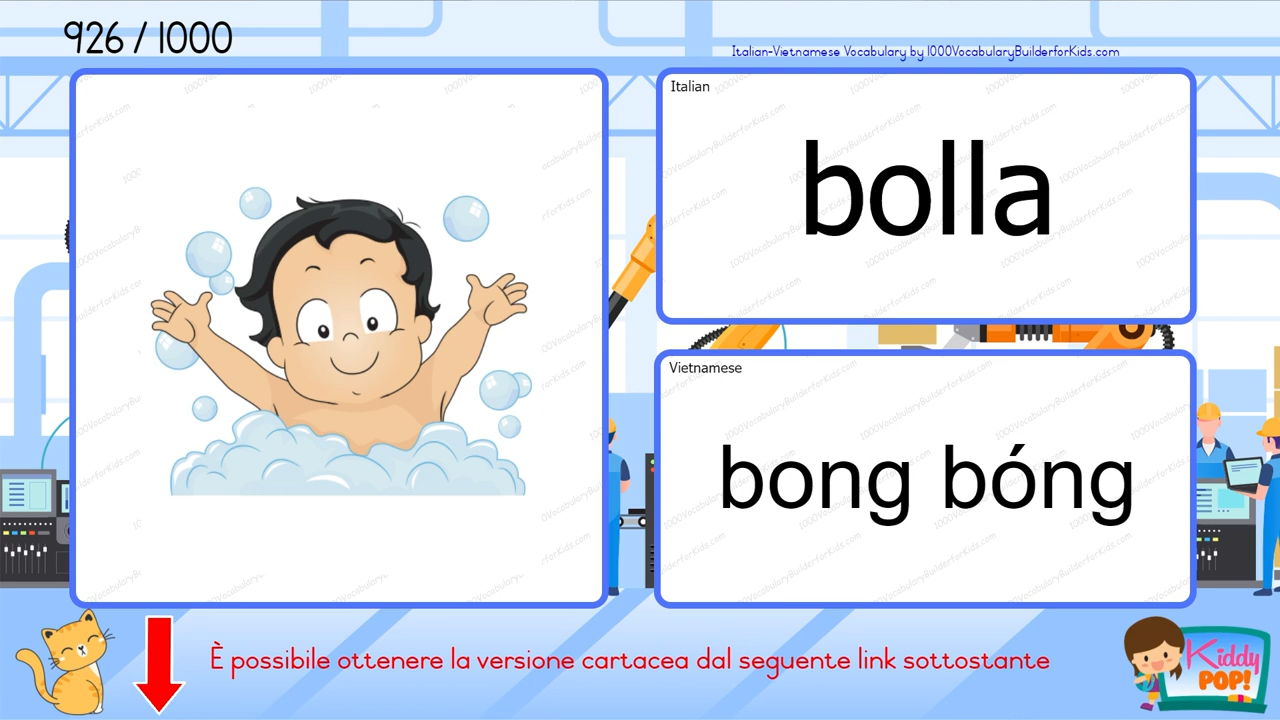 926 / 1000
Italian-Vietnamese Vocabulary by 1000VocabularyBuilderforKids.com
Italian
bolla
Vietnamese
bong bóng
È possibile ottenere la versione cartacea dal seguente link sottostante
Kiddy
POP!